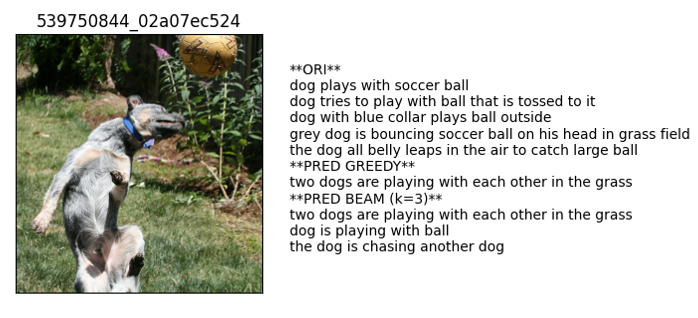 539750844_02a07ec524
**ORI**
dog plays with soccer ball
dog tries to play with ball that is tossed to it
dog with blue collar plays ball outside
grey dog is bouncing soccer ball on his head in grass field
the dog all belly leaps in the air to catch large ball
**PRED GREEDY**
two dogs are playing with each other in the grass
**PRED BEAM (k=3)**
two dogs are playing with each other in the grass
dog is playing with ball
the dog is chasing another dog